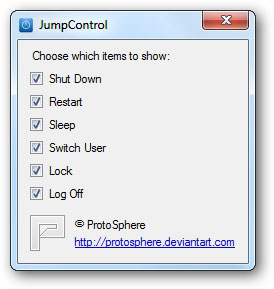 JumpControl
Choose which items to show:
Shut Down
Restart
Sleep
Switch User
Lock
Log Off
© ProtoSphere
http://protosphere.deviantart.com